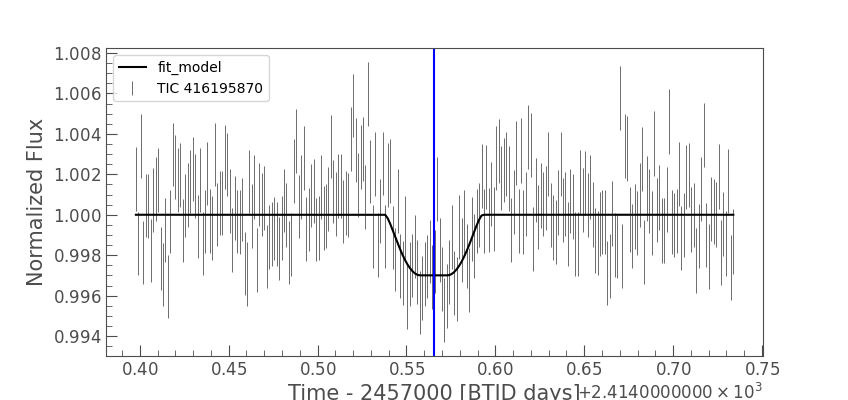 fit_model
TIC 416195870
Normalized Flux
1.008
1.006
1.004
1.002
1.000
0.998
0.996
0.994
0.40 0.45 0.50 0.55 0.60 0.65 0.70 0.75
Time - 2457000 [BTJD days]
+2.4140000000 × 10³